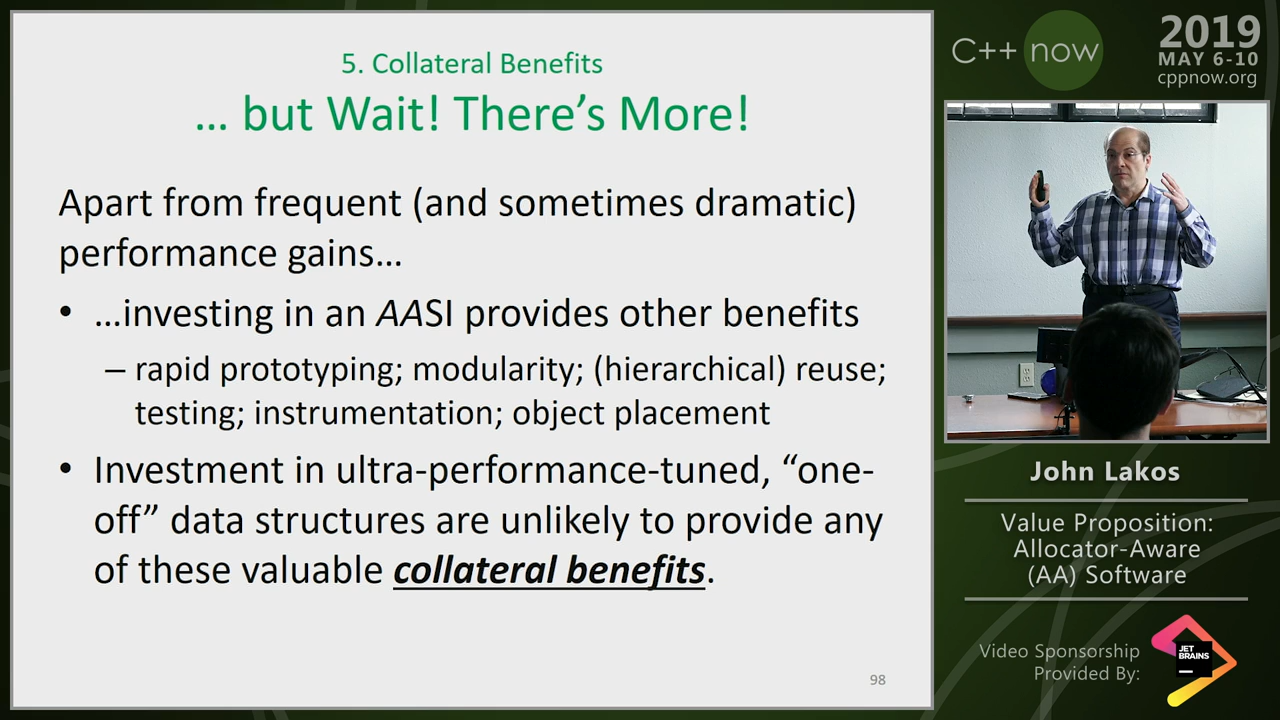 5. Collateral Benefits
… but Wait! There’s More!
Apart from frequent (and sometimes dramatic)
performance gains…
• …investing in an AASI provides other benefits
– rapid prototyping; modularity; (hierarchical) reuse;
testing; instrumentation; object placement
• Investment in ultra-performance-tuned, “one-
off” data structures are unlikely to provide any
of these valuable collateral benefits.
98
C++ now
2019
MAY 6-10
cppnow.org
John Lakos
Value Proposition:
Allocator-Aware
(AA) Software
Video Sponsorship
Provided By:
JET
BRAINS